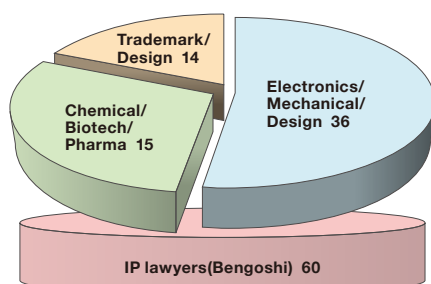 Trademark/
Design 14
Electronics/
Mechanical/
Design 36
Chemical/
Biotech/
Pharma 15
IP lawyers(Bengoshi) 60